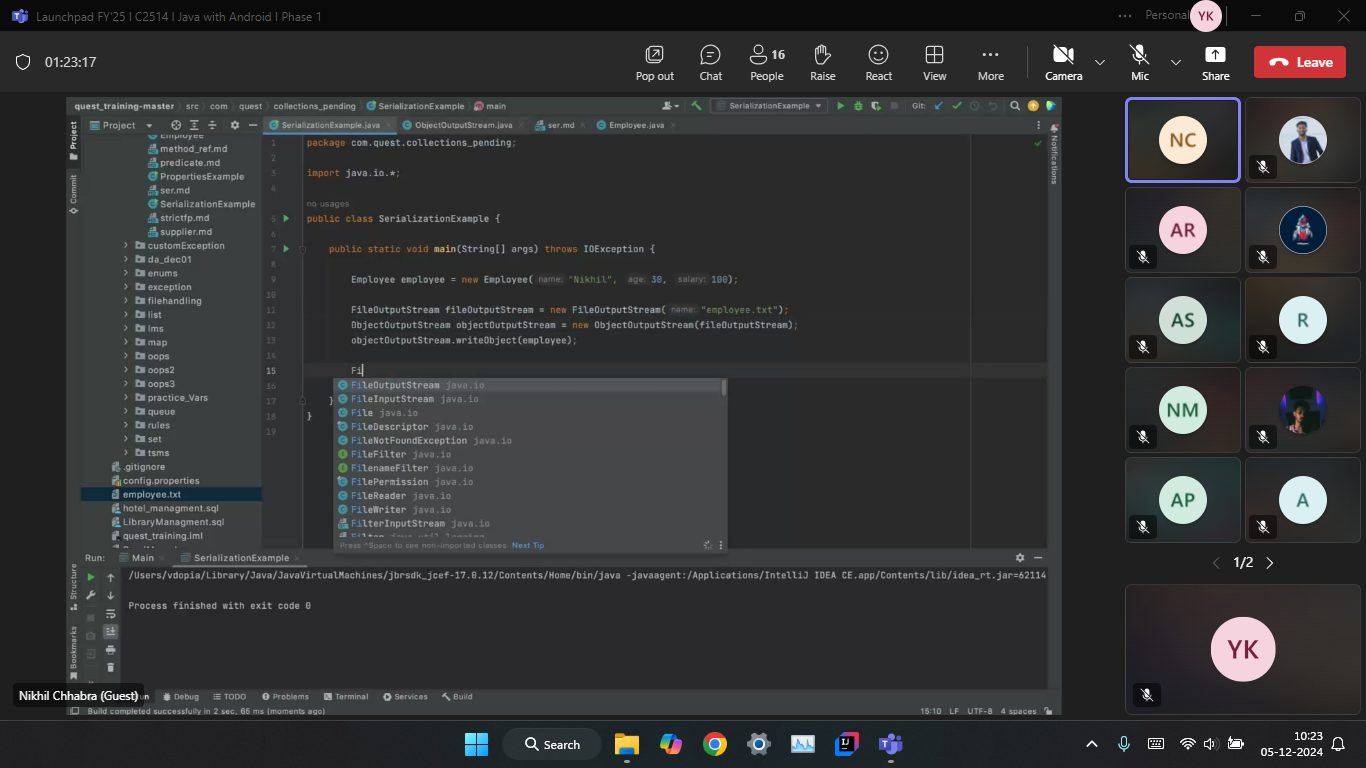 Launchpad FY'25 | C2514 | Java with Android | Phase 1
Personal
YK
01:23:17
Pop out
Chat
16
People
Raise
React
View
More
Camera
Mic
Share
Leave
quest_training-master
src
com
quest
collections_pending
SerializationExample
main
SerializationExample
Git:
Project
SerializationExample.java
ObjectOutputStream.java
ser.md
Employee.java
Project
Commit
Structure
Bookmarks
Notifications
Employee
method_ref.md
predicate.md
PropertiesExample
ser.md
SerializationExample
strictfp.md
supplier.md
customException
da_dec01
enums
exception
filehandling
list
lms
map
oops
oops2
oops3
practice_Vars
queue
rules
set
tsms
.gitignore
config.properties
employee.txt
hotel_managment.sql
LibraryManagment.sql
quest_training.iml
1 package com.quest.collections_pending;
2
3 import java.io.*;
4
no usages
5 public class SerializationExample {
6
7 public static void main(String[] args) throws IOException {
8
9 Employee employee = new Employee( name: "Nikhil", age: 30, salary: 100);
10
11 FileOutputStream fileOutputStream = new FileOutputStream( name: "employee.txt");
12 ObjectOutputStream objectOutputStream = new ObjectOutputStream(fileOutputStream);
13 objectOutputStream.writeObject(employee);
14
15 Fi
16
17 }
18 }
19
FileOutputStream java.io
FileInputStream java.io
File java.io
FileDescriptor java.io
FileNotFoundException java.io
FileFilter java.io
FilenameFilter java.io
FilePermission java.io
FileReader java.io
FileWriter java.io
FilterInputStream java.io
Filter java.util.logging
Press ^Space to see non-imported classes Next Tip
Run:
Main
SerializationExample
/Users/vdopia/Library/Java/JavaVirtualMachines/jbrsdk_jcef-17.0.12/Contents/Home/bin/java -javaagent:/Applications/IntelliJ IDEA CE.app/Contents/lib/idea_rt.jar=62114
Process finished with exit code 0
Debug
TODO
Problems
Terminal
Services
Build
Build completed successfully in 2 sec, 65 ms (moments ago)
15:10
LF
UTF-8
4 spaces
Nikhil Chhabra (Guest)
NC
AR
AS
R
NM
AP
A
1/2
YK
Search
10:23
05-12-2024